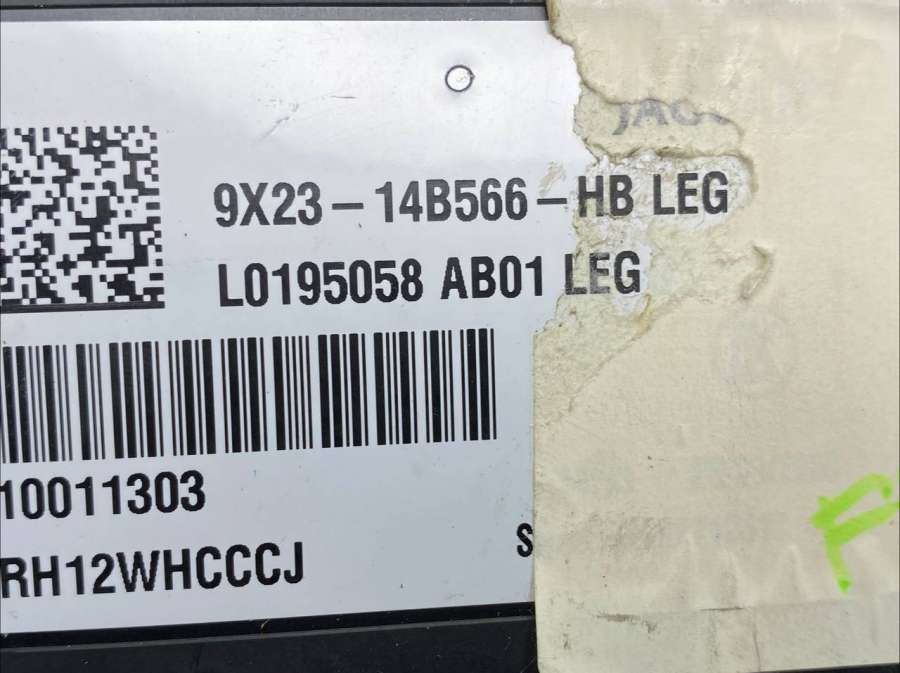 9X23-14B566-HB LEG
L0195058 AB01 LEG
10011303
RH12WHCCCJ
S